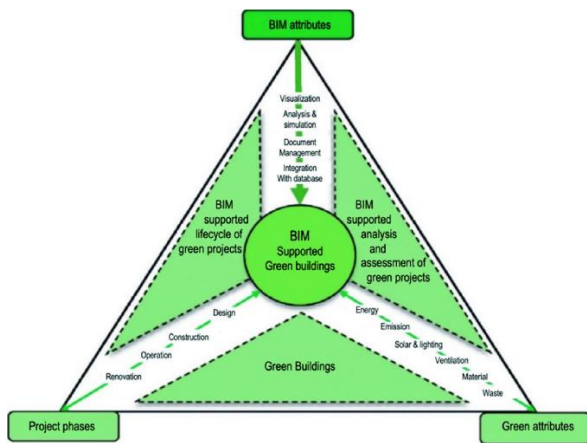 BIM attributes
Visualization
Analysis &
simulation
Document
Management
Integration
With database
BIM
supported
lifecycle of
green projects
BIM
supported
analysis
and
assessment of
green projects
BIM
Supported
Green buildings
Design
Construction
Operation
Renovation
Energy
Emission
Solar & lighting
Ventilation
Material
Waste
Green Buildings
Project phases
Green attributes